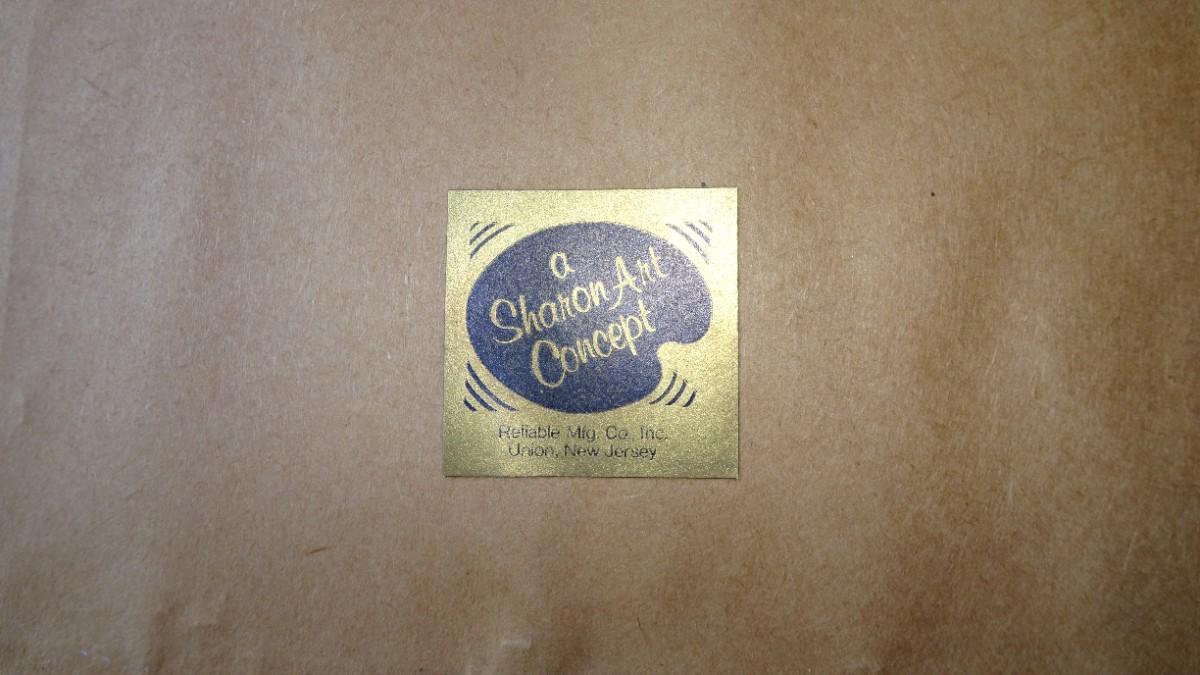 a
Sharon Art
Concept
Reliable Mfg. Co. Inc.
Union, New Jersey